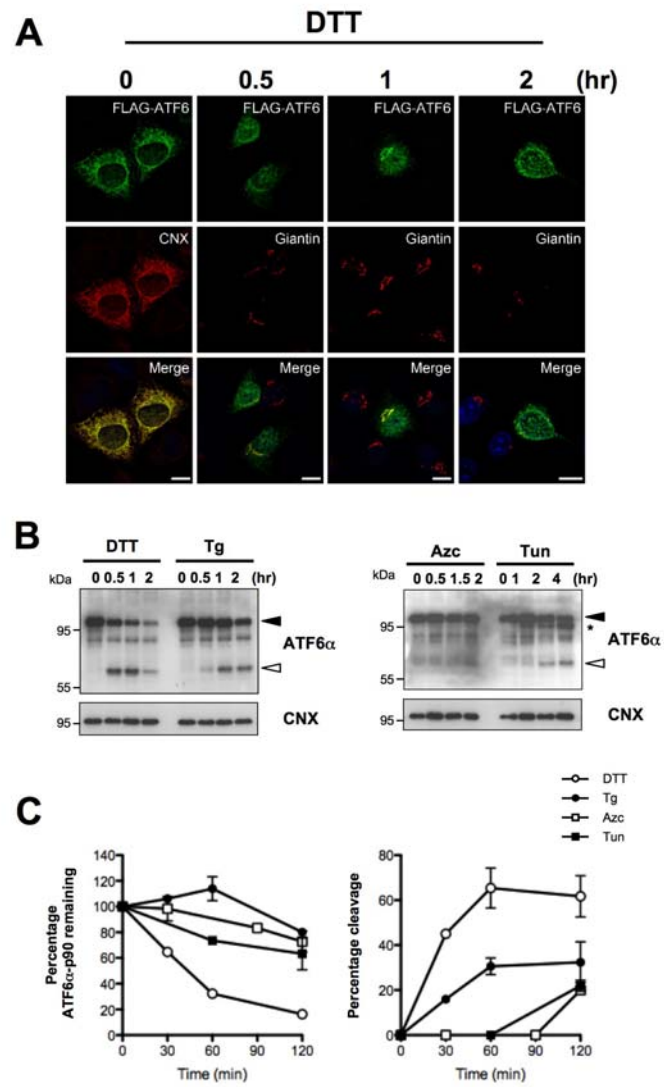 A
DTT
0 0.5 1 2 (hr)
FLAG-ATF6 FLAG-ATF6 FLAG-ATF6 FLAG-ATF6
CNX Giantin Giantin Giantin
Merge Merge Merge Merge
B
DTT Tg
kDa 0 0.5 1 2 0 0.5 1 2 (hr)
95
ATF6α
55
95 CNX
Azc Tun
kDa 0 0.5 1.5 2 0 1 2 4 (hr)
95 *
ATF6α
55
95 CNX
DTT
Tg
Azc
Tun
C
Percentage
ATF6α-p90 remaining
140
120
100
80
60
40
20
0
0 30 60 90 120
Time (min)
Percentage cleavage
80
60
40
20
0
0 30 60 90 120
Time (min)